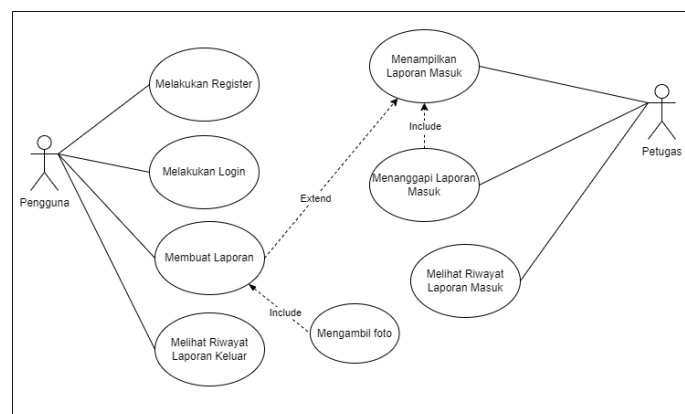 Menampilkan
Laporan Masuk
Melakukan Register
Include
Pengguna
Petugas
Melakukan Login
Menanggapi Laporan
Masuk
Extend
Membuat Laporan
Melihat Riwayat
Laporan Masuk
Include
Mengambil foto
Melihat Riwayat
Laporan Keluar